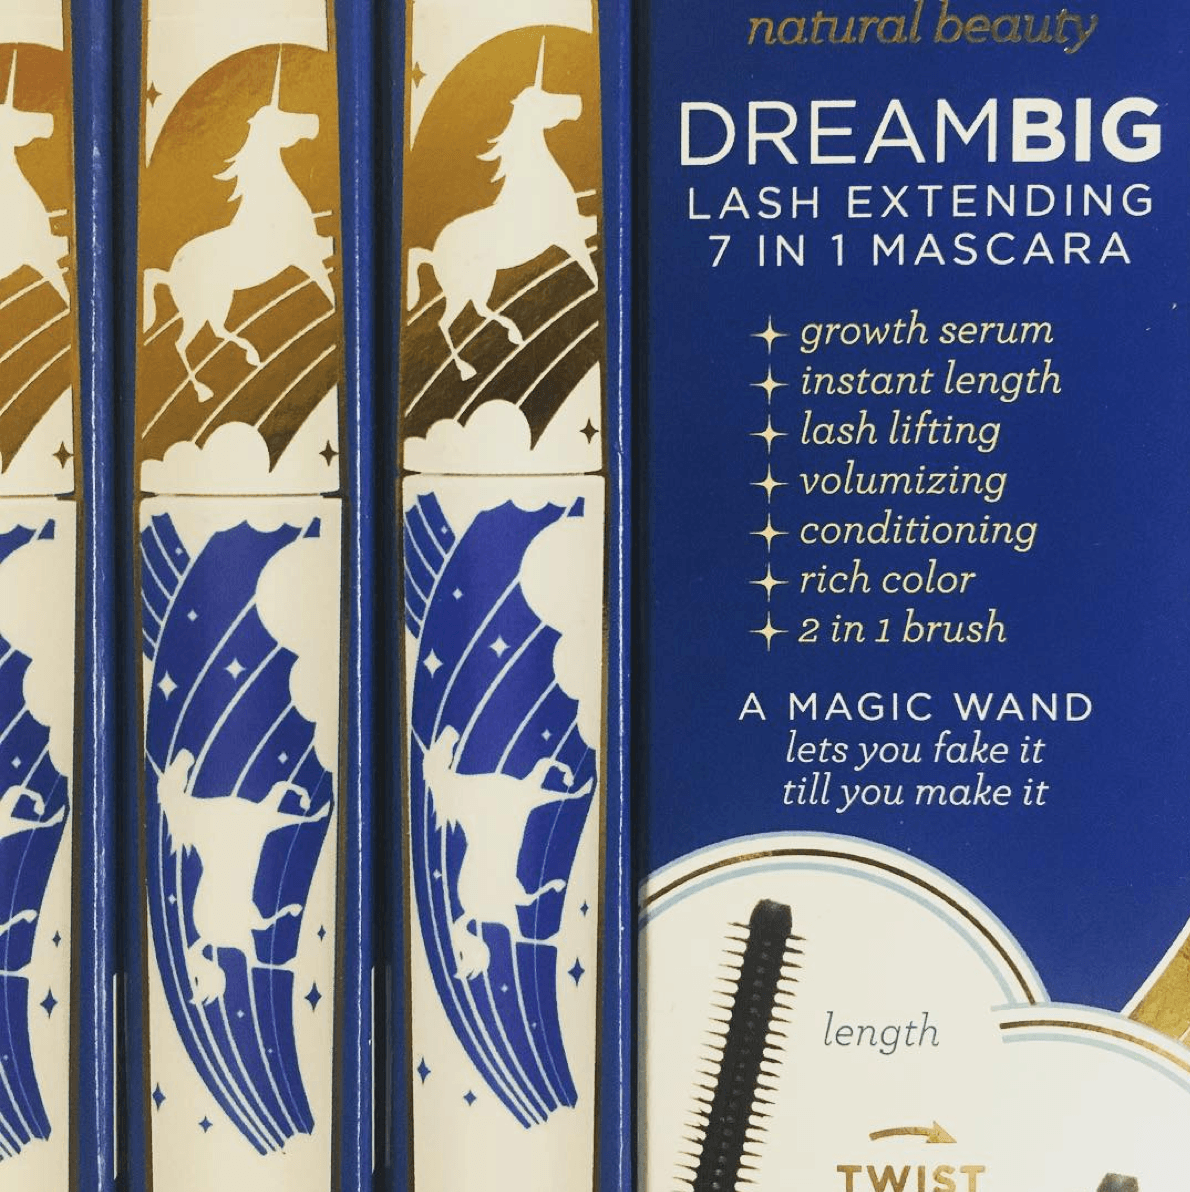 natural beauty
DREAMBIG
LASH EXTENDING
7 IN 1 MASCARA
growth serum
instant length
lash lifting
volumizing
conditioning
rich color
2 in 1 brush
A MAGIC WAND
lets you fake it
till you make it
length
TWIST